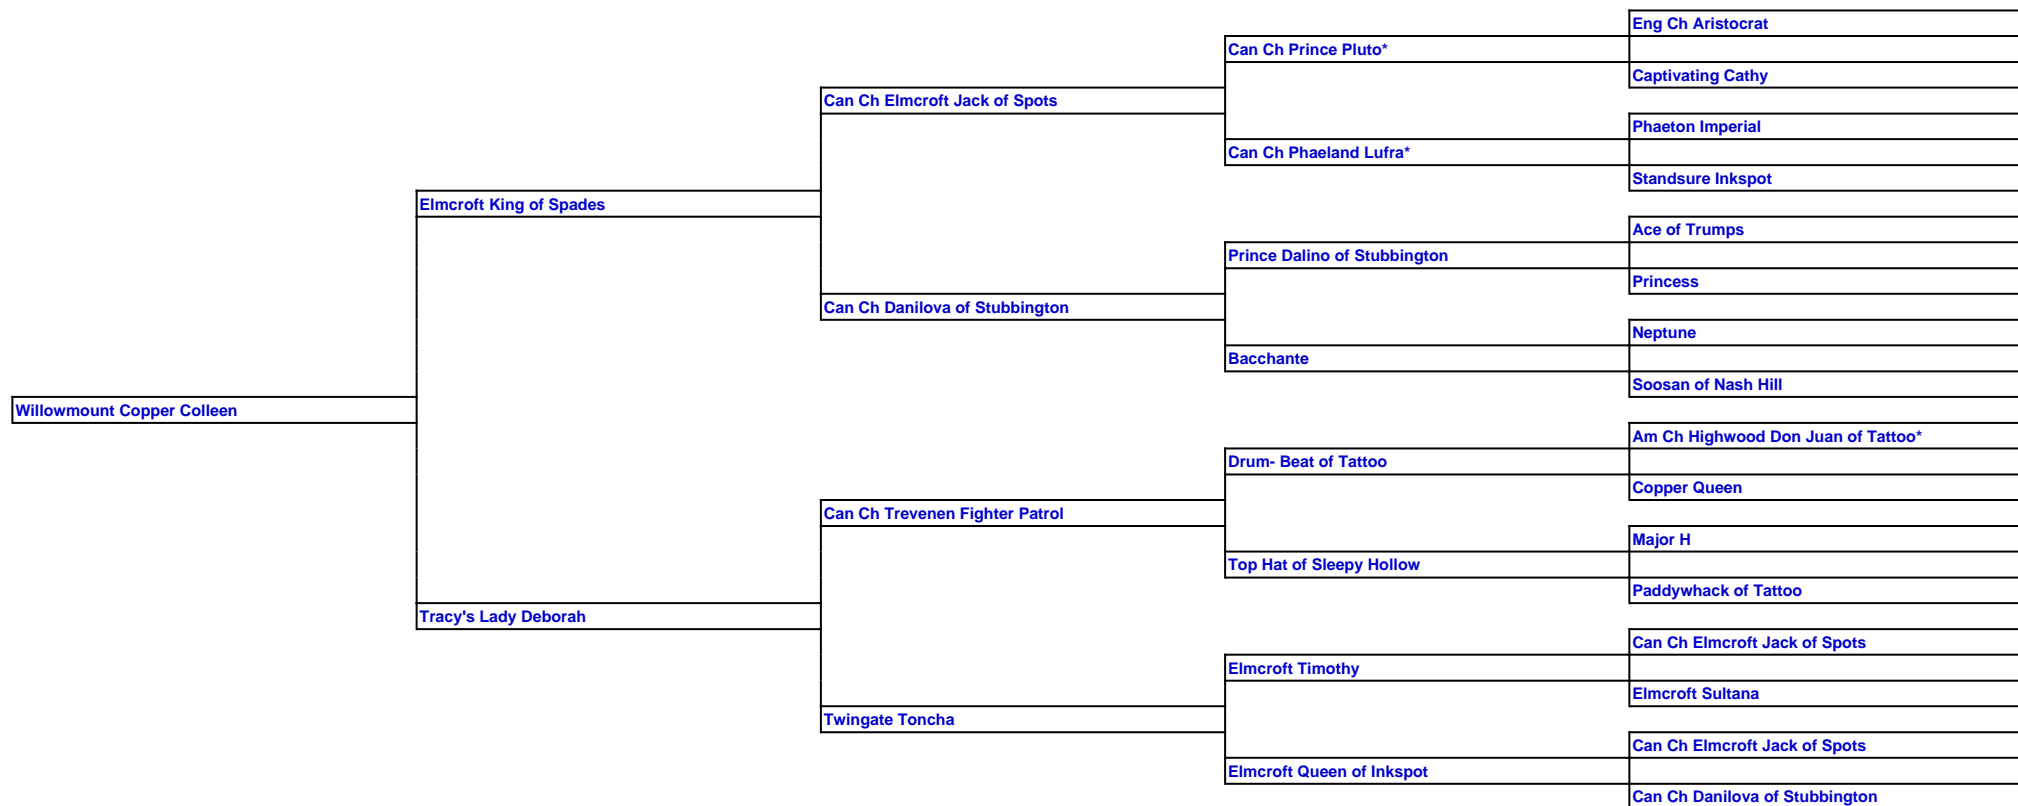 Eng Ch Aristocrat
Can Ch Prince Pluto*
Captivating Cathy
Can Ch Elmcroft Jack of Spots
Phaeton Imperial
Can Ch Phaeland Lufra*
Standsure Inkspot
Elmcroft King of Spades
Ace of Trumps
Prince Dalino of Stubbington
Princess
Can Ch Danilova of Stubbington
Neptune
Bacchante
Soosan of Nash Hill
Willowmount Copper Colleen
Am Ch Highwood Don Juan of Tattoo*
Drum- Beat of Tattoo
Copper Queen
Can Ch Trevenen Fighter Patrol
Major H
Top Hat of Sleepy Hollow
Paddywhack of Tattoo
Tracy's Lady Deborah
Can Ch Elmcroft Jack of Spots
Elmcroft Timothy
Elmcroft Sultana
Twingate Toncha
Can Ch Elmcroft Jack of Spots
Elmcroft Queen of Inkspot
Can Ch Danilova of Stubbington